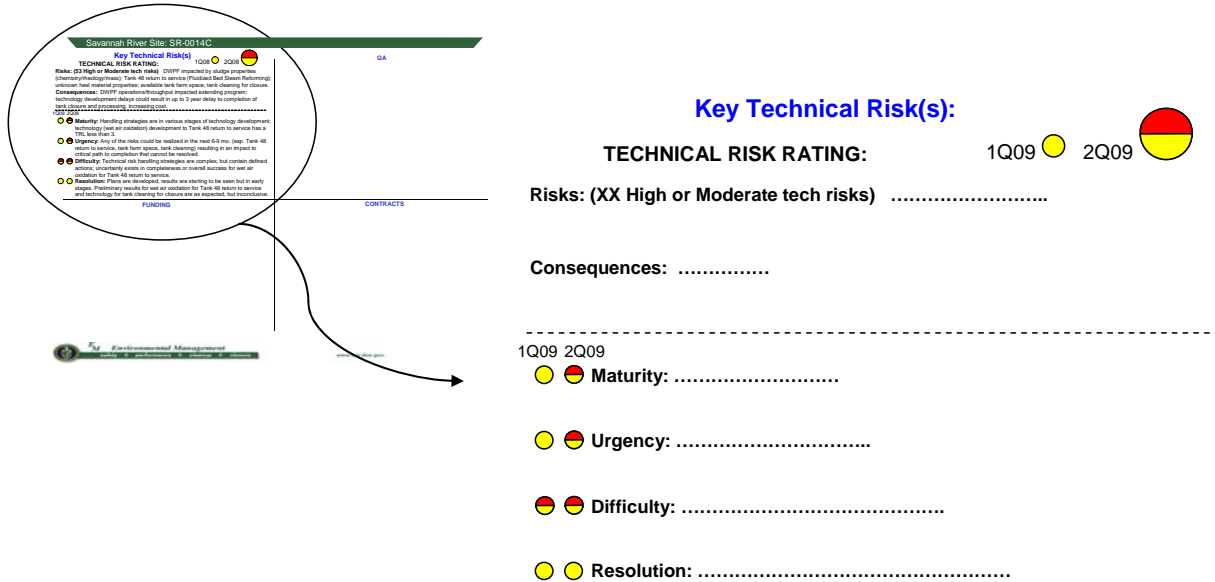 Savannah River Site: SR-0014C
Key Technical Risk(s)
TECHNICAL RISK RATING: 1Q08 2Q08
Risks: (53 High or Moderate tech risks) DWPF impacted by sludge properties
(chemistry/rheology/mass); Tank 48 return to service (Fluidized Bed Steam Reforming);
unknown heel material properties; available tank farm space; tank cleaning for closure.
Consequences: DWPF operations/throughput impacted extending program;
technology development delays could result in up to 3 year delay to completion of
tank closure and processing, increasing cost.
1Q08 2Q08
Maturity: Handling strategies are in various stages of technology development;
technology (wet air oxidation) development to Tank 48 return to service has a
TRL less than 3.
Urgency: Any of the risks could be realized in the next 6-9 mo. (esp. Tank 48
return to service, tank farm space, tank cleaning) resulting in an impact to
critical path to completion that cannot be resolved.
Difficulty: Technical risk handling strategies are complex, but contain defined
actions; uncertainty exists in completeness or overall success for wet air
oxidation for Tank 48 return to service.
Resolution: Plans are developed, results are starting to be seen but in early
stages. Preliminary results for wet air oxidation for Tank 48 return to service
and technology for tank cleaning for closure are as expected, but inconclusive.
QA
FUNDING
CONTRACTS
EM Environmental Management
safety performance cleanup closure
Key Technical Risk(s):
TECHNICAL RISK RATING: 1Q09 2Q09
Risks: (XX High or Moderate tech risks) ……………………..
Consequences: ……………
1Q09 2Q09
Maturity: ………………………
Urgency: …………………………..
Difficulty: …………………………………….
Resolution: ……………………………………………